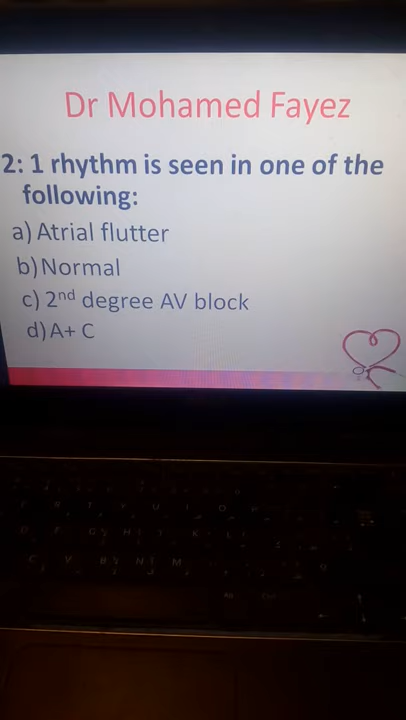 Dr Mohamed Fayez
2: 1 rhythm is seen in one of the
following:
a) Atrial flutter
b) Normal
c) 2nd degree AV block
d) A+ C